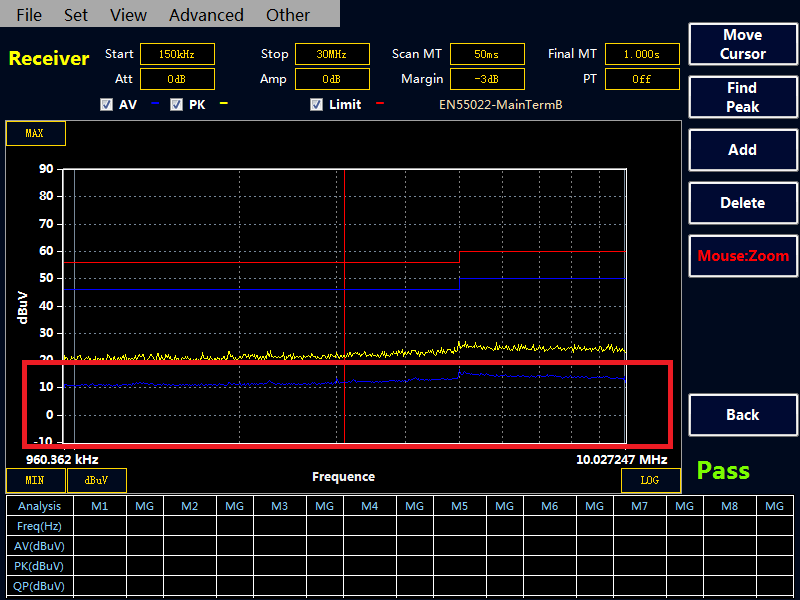 File Set View Advanced Other
Receiver
Start 150kHz Stop 30MHz Scan MT 50ms Final MT 1.000s
Att 0dB Amp 0dB Margin -3dB PT Off
AV PK Limit EN55022-MainTermB
Move Cursor
Find Peak
Add
Delete
Mouse:Zoom
Back
Pass
MAX
90
80
70
60
50
40
30
20
10
0
-10
dBuV
960.362 kHz 10.027247 MHz
MIN dBuV Frequence LOG
Analysis M1 MG M2 MG M3 MG M4 MG M5 MG M6 MG M7 MG M8 MG
Freq(Hz)
AV(dBuV)
PK(dBuV)
QP(dBuV)